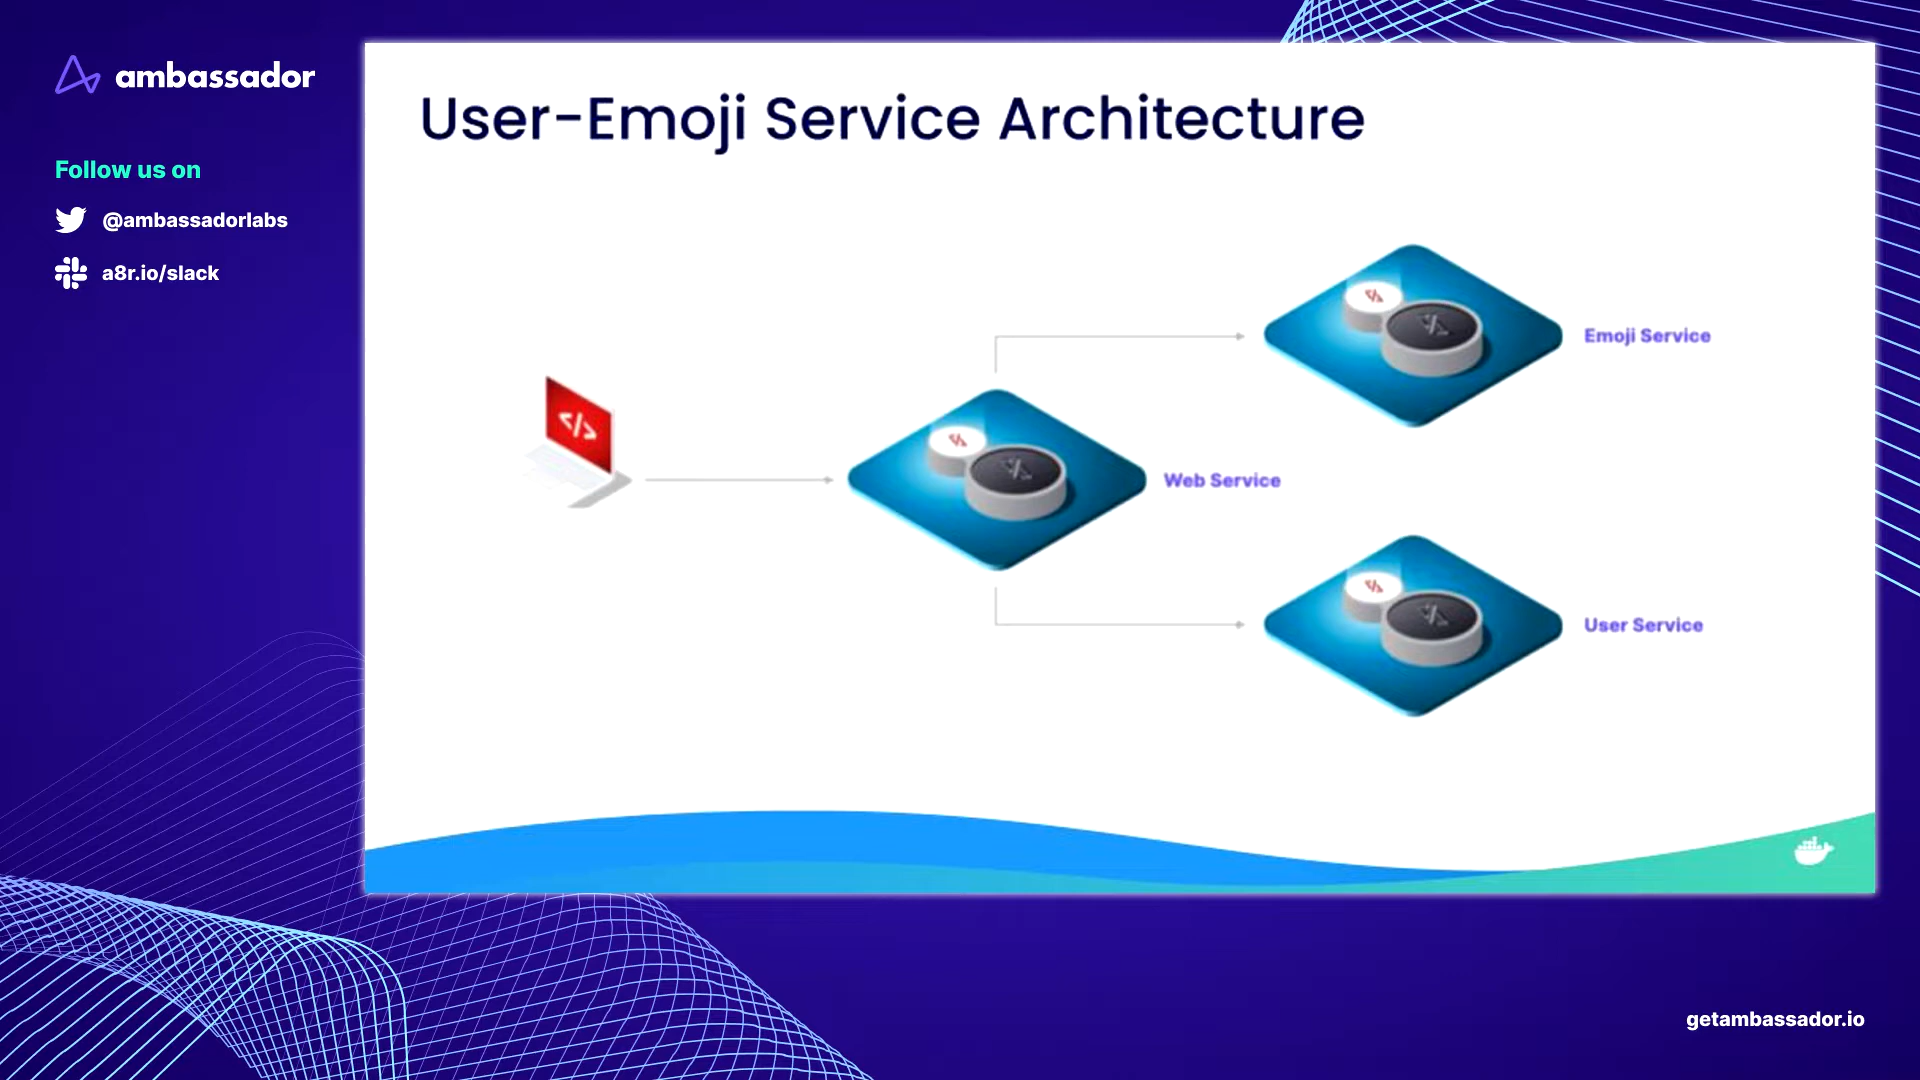 ambassador
Follow us on
@ambassadorlabs
a8r.io/slack
User-Emoji Service Architecture
</>
Emoji Service
Web Service
User Service
getambassador.io